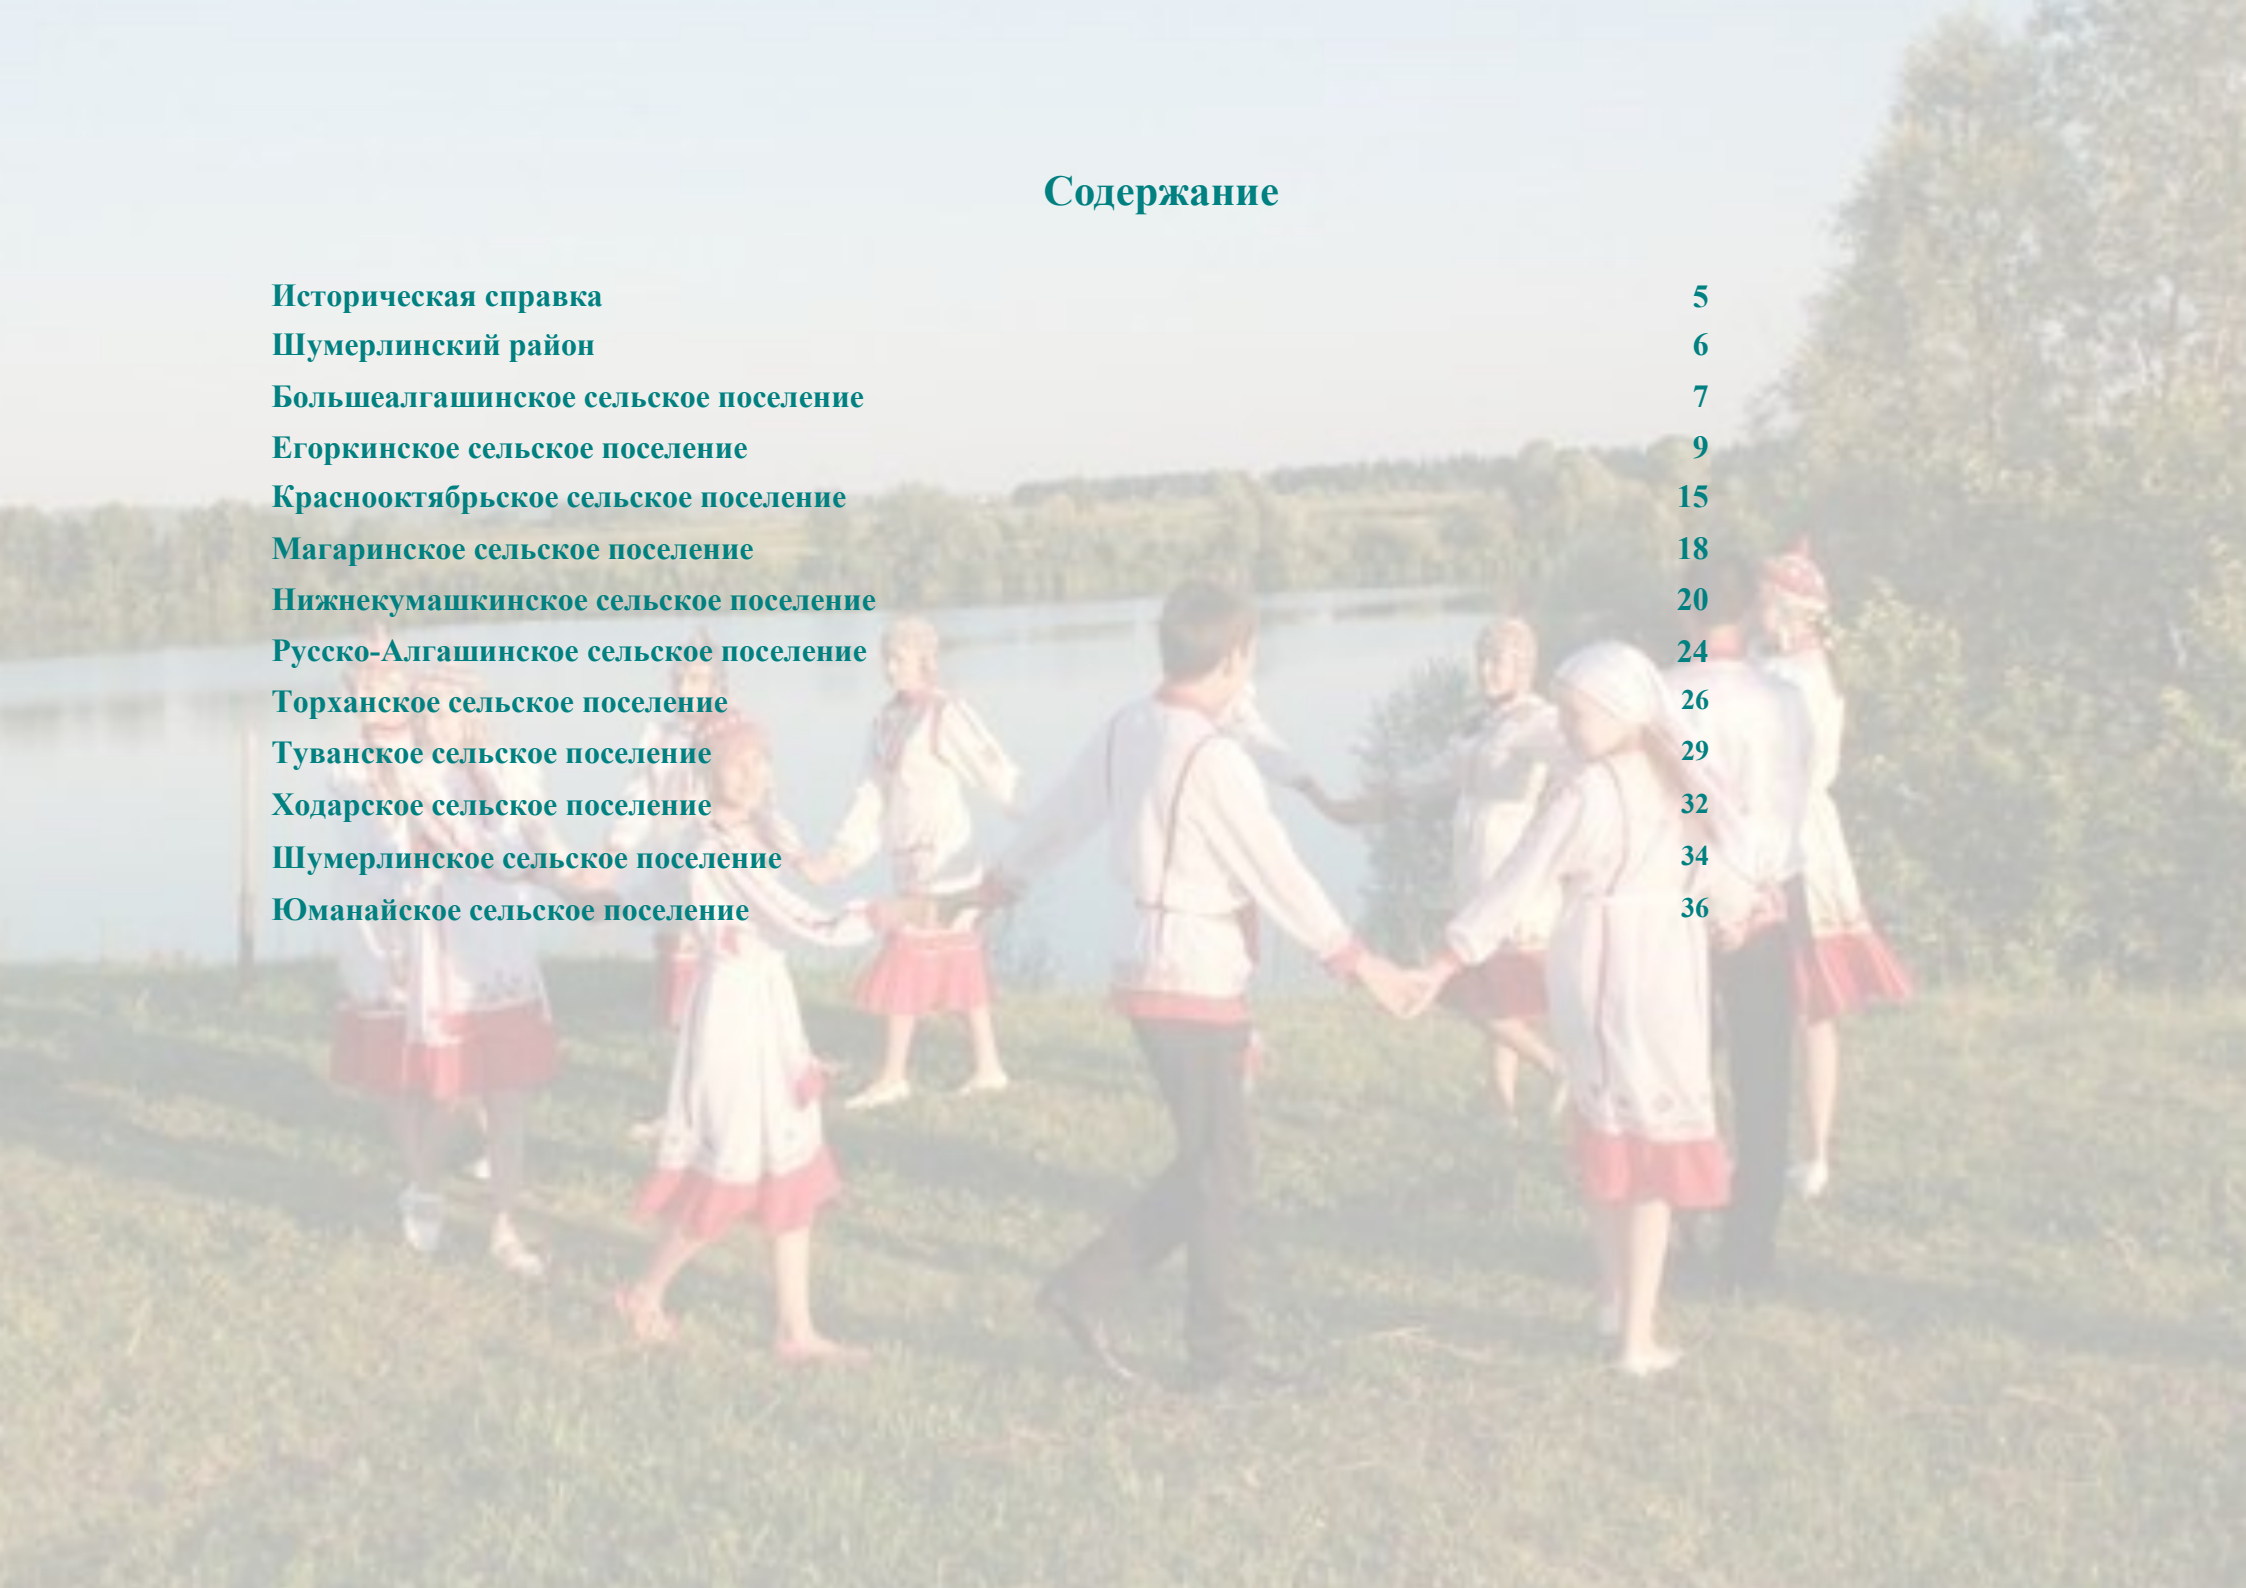 Содержание
Историческая справка 5
Шумерлинский район 6
Большеалгашинское сельское поселение 7
Егоркинское сельское поселение 9
Краснооктябрьское сельское поселение 15
Магаринское сельское поселение 18
Нижнекумашкинское сельское поселение 20
Русско-Алгашинское сельское поселение 24
Торханское сельское поселение 26
Туванское сельское поселение 29
Ходарское сельское поселение 32
Шумерлинское сельское поселение 34
Юманайское сельское поселение 36